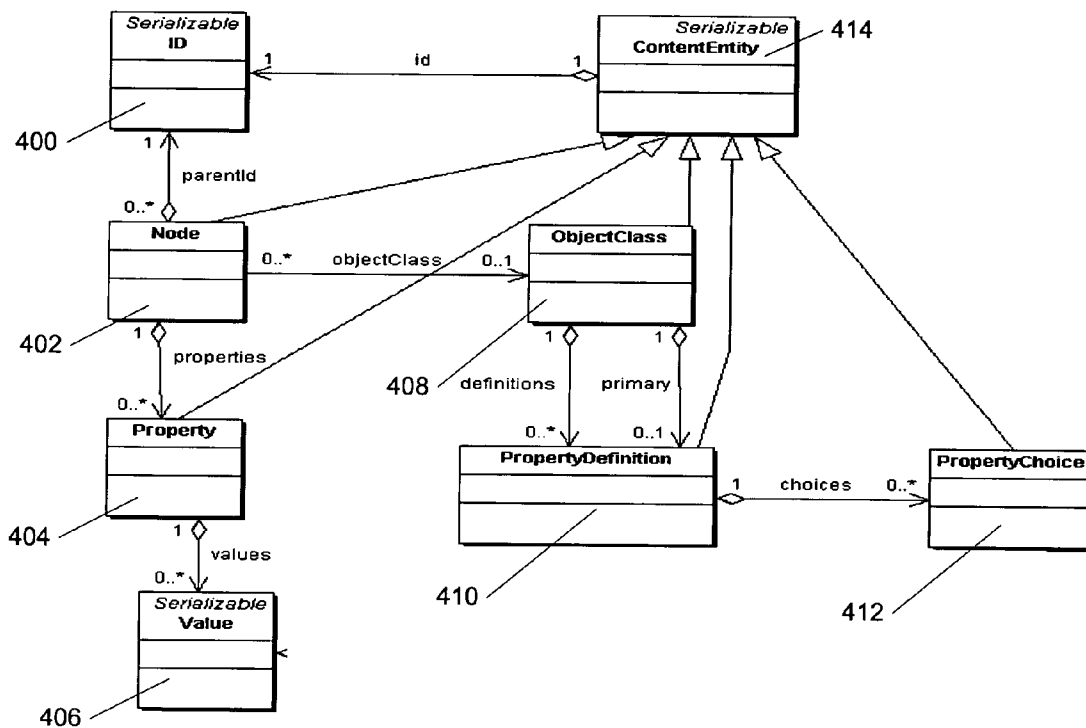 Serializable
ID
400
1
id
1
Serializable
ContentEntity
414
1
parentId
0..*
Node
402
0..*
objectClass
0..1
ObjectClass
408
1
properties
0..*
1
definitions
0..*
1
primary
0..1
Property
404
PropertyDefinition
410
1
choices
0..*
PropertyChoice
412
1
values
0..*
Serializable
Value
406